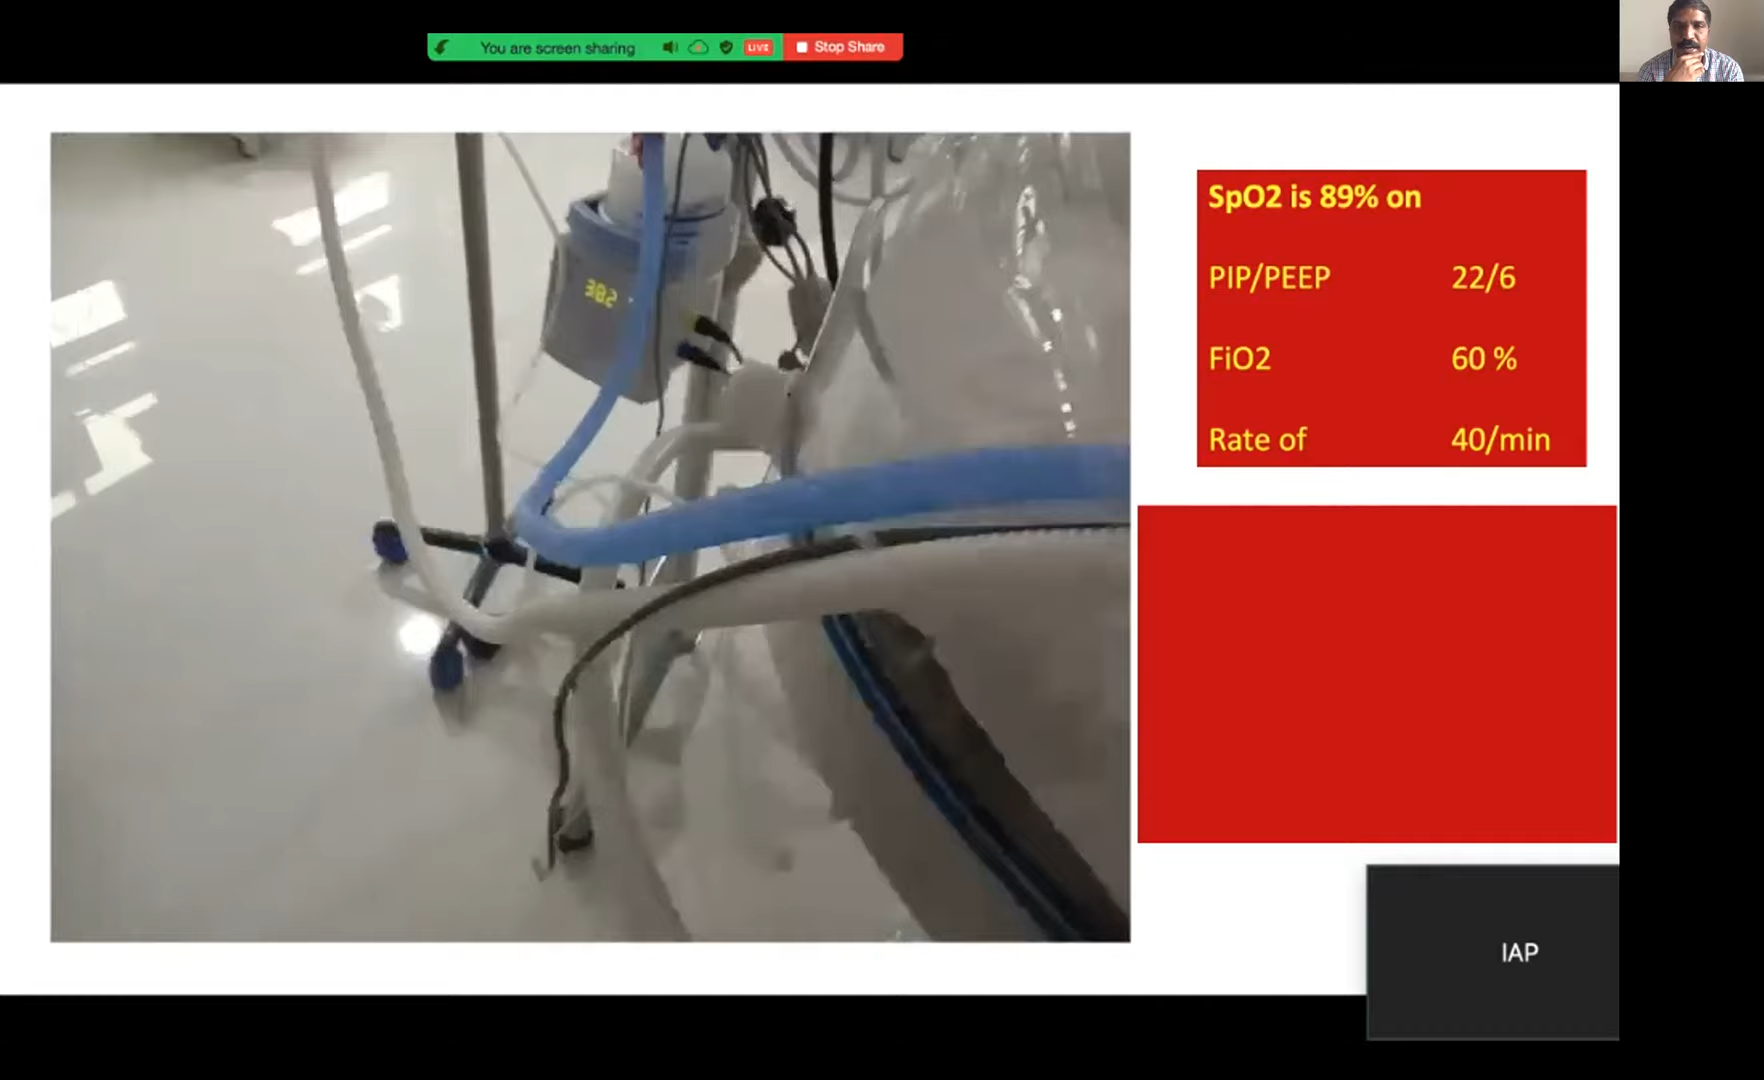 You are screen sharing
LIVE
Stop Share
SpO2 is 89% on
PIP/PEEP 22/6
FiO2 60 %
Rate of 40/min
382
IAP